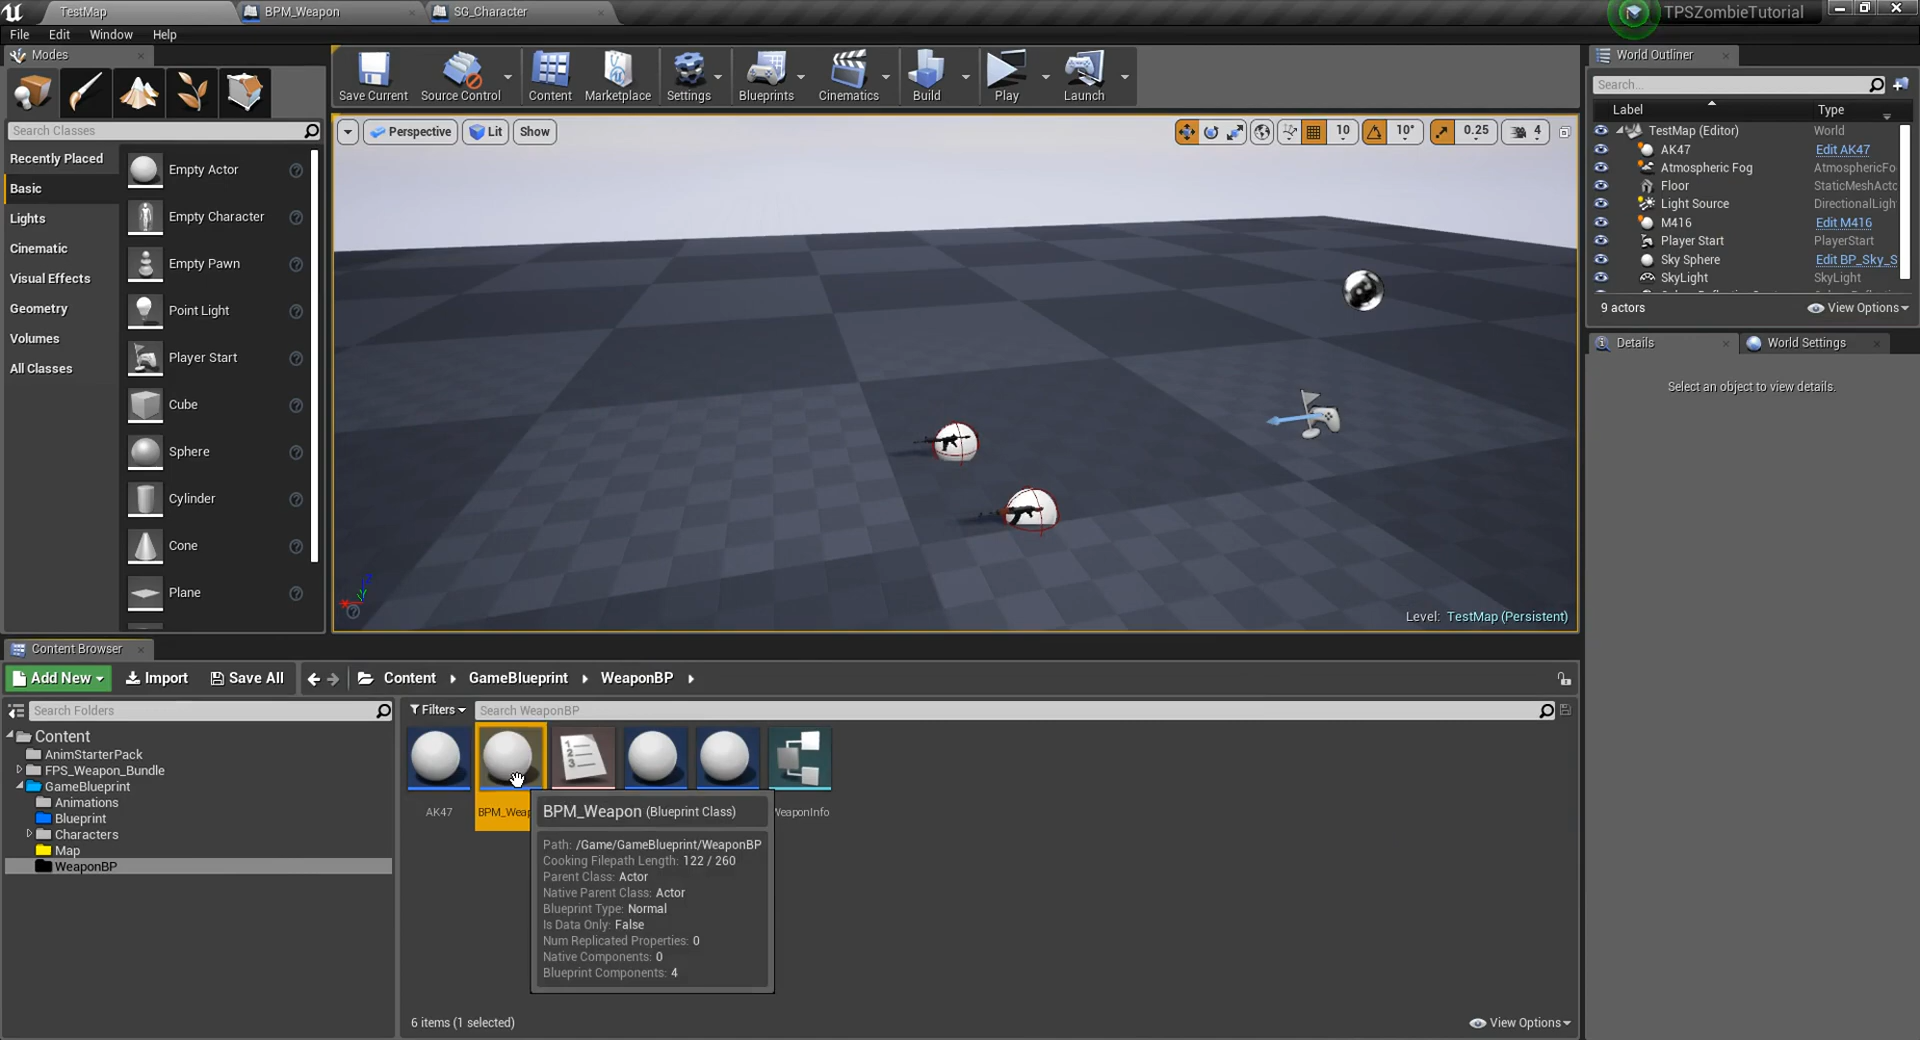 TestMap
BPM_Weapon
SG_Character
TPSZombieTutorial
File Edit Window Help
Modes
Search Classes
Recently Placed
Basic
Lights
Cinematic
Visual Effects
Geometry
Volumes
All Classes
Empty Actor
Empty Character
Empty Pawn
Point Light
Player Start
Cube
Sphere
Cylinder
Cone
Plane
Save Current
Source Control
Content
Marketplace
Settings
Blueprints
Cinematics
Build
Play
Launch
Perspective
Lit
Show
10
10°
0.25
4
Level: TestMap (Persistent)
World Outliner
Search...
Label Type
TestMap (Editor) World
AK47 Edit AK47
Atmospheric Fog AtmosphericFo
Floor StaticMeshActo
Light Source DirectionalLigh
M416 Edit M416
Player Start PlayerStart
Sky Sphere Edit BP_Sky_S
SkyLight SkyLight
9 actors
View Options
Details
World Settings
Select an object to view details.
Content Browser
Add New
Import
Save All
Content
GameBlueprint
WeaponBP
Search Folders
Content
AnimStarterPack
FPS_Weapon_Bundle
GameBlueprint
Animations
Blueprint
Characters
Map
WeaponBP
Filters
Search WeaponBP
1
2
3
AK47
BPM_Weap
WeaponInfo
BPM_Weapon (Blueprint Class)
Path: /Game/GameBlueprint/WeaponBP
Cooking Filepath Length: 122 / 260
Parent Class: Actor
Native Parent Class: Actor
Blueprint Type: Normal
Is Data Only: False
Num Replicated Properties: 0
Native Components: 0
Blueprint Components: 4
6 items (1 selected)
View Options